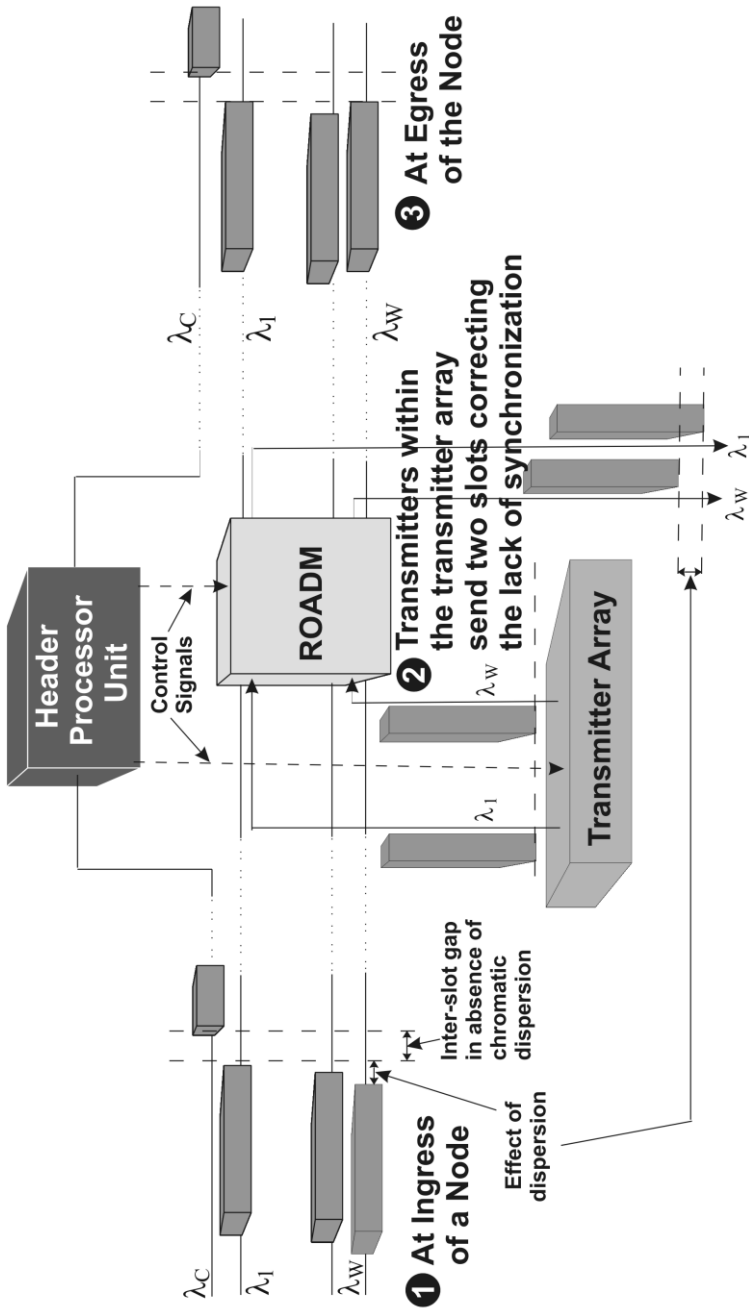 Header
Processor
Unit
Control
Signals
λC
λ1
λW
λC
λ1
λW
ROADM
❶ At Ingress
of a Node
Effect of
dispersion
Inter-slot gap
in absence of
chromatic
dispersion
❷ Transmitters within
the transmitter array
send two slots correcting
the lack of synchronization
❸ At Egress
of the Node
λ1
λW
Transmitter Array
λW
λ1